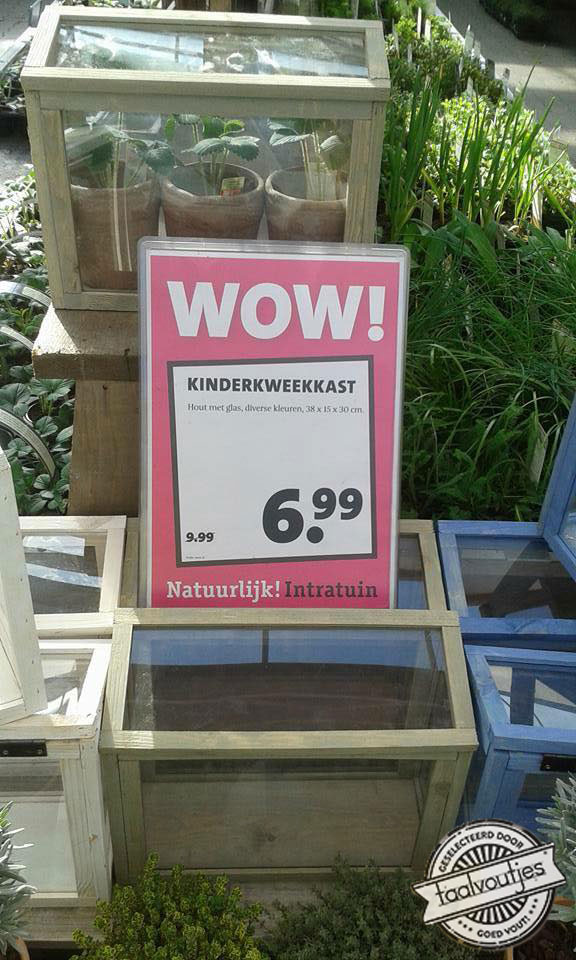 WOW!
KINDERKWEEKKAST
Hout met glas, diverse kleuren, 38 x 15 x 30 cm.
6.99
9.99
Natuurlijk! Intratuin
GESELECTEERD DOOR
taalvoutjes
GOED VOUT!